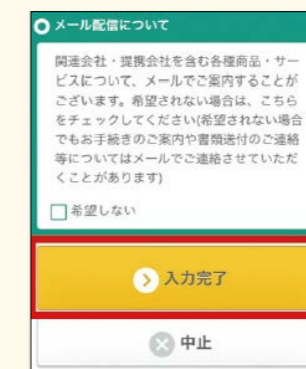 メール配信について
関連会社・提携会社を含む各種商品・サー
ビスについて、メールでご案内することが
ございます。希望されない場合は、こちら
をチェックしてください(希望されない場合
でもお手続きのご案内や書類送付のご連絡
等についてはメールでご連絡させていただ
くことがあります)
希望しない
入力完了
中止